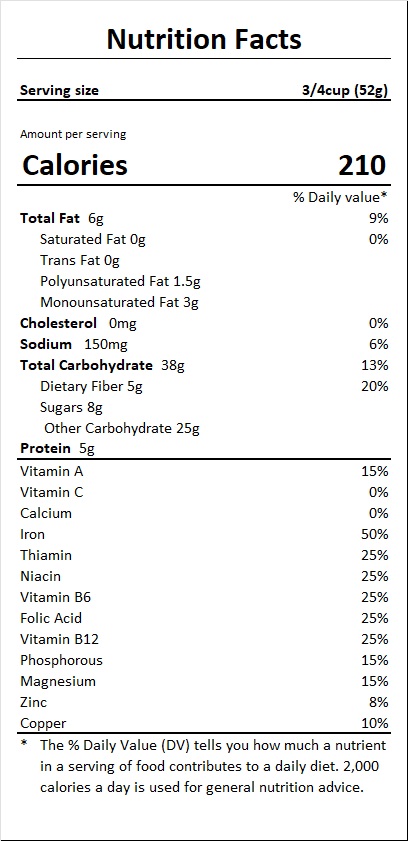 Nutrition Facts
Serving size 3/4cup (52g)
Amount per serving
Calories 210
% Daily value*
Total Fat 6g 9%
Saturated Fat 0g 0%
Trans Fat 0g
Polyunsaturated Fat 1.5g
Monounsaturated Fat 3g
Cholesterol 0mg 0%
Sodium 150mg 6%
Total Carbohydrate 38g 13%
Dietary Fiber 5g 20%
Sugars 8g
Other Carbohydrate 25g
Protein 5g
Vitamin A 15%
Vitamin C 0%
Calcium 0%
Iron 50%
Thiamin 25%
Niacin 25%
Vitamin B6 25%
Folic Acid 25%
Vitamin B12 25%
Phosphorous 15%
Magnesium 15%
Zinc 8%
Copper 10%
* The % Daily Value (DV) tells you how much a nutrient
in a serving of food contributes to a daily diet. 2,000
calories a day is used for general nutrition advice.